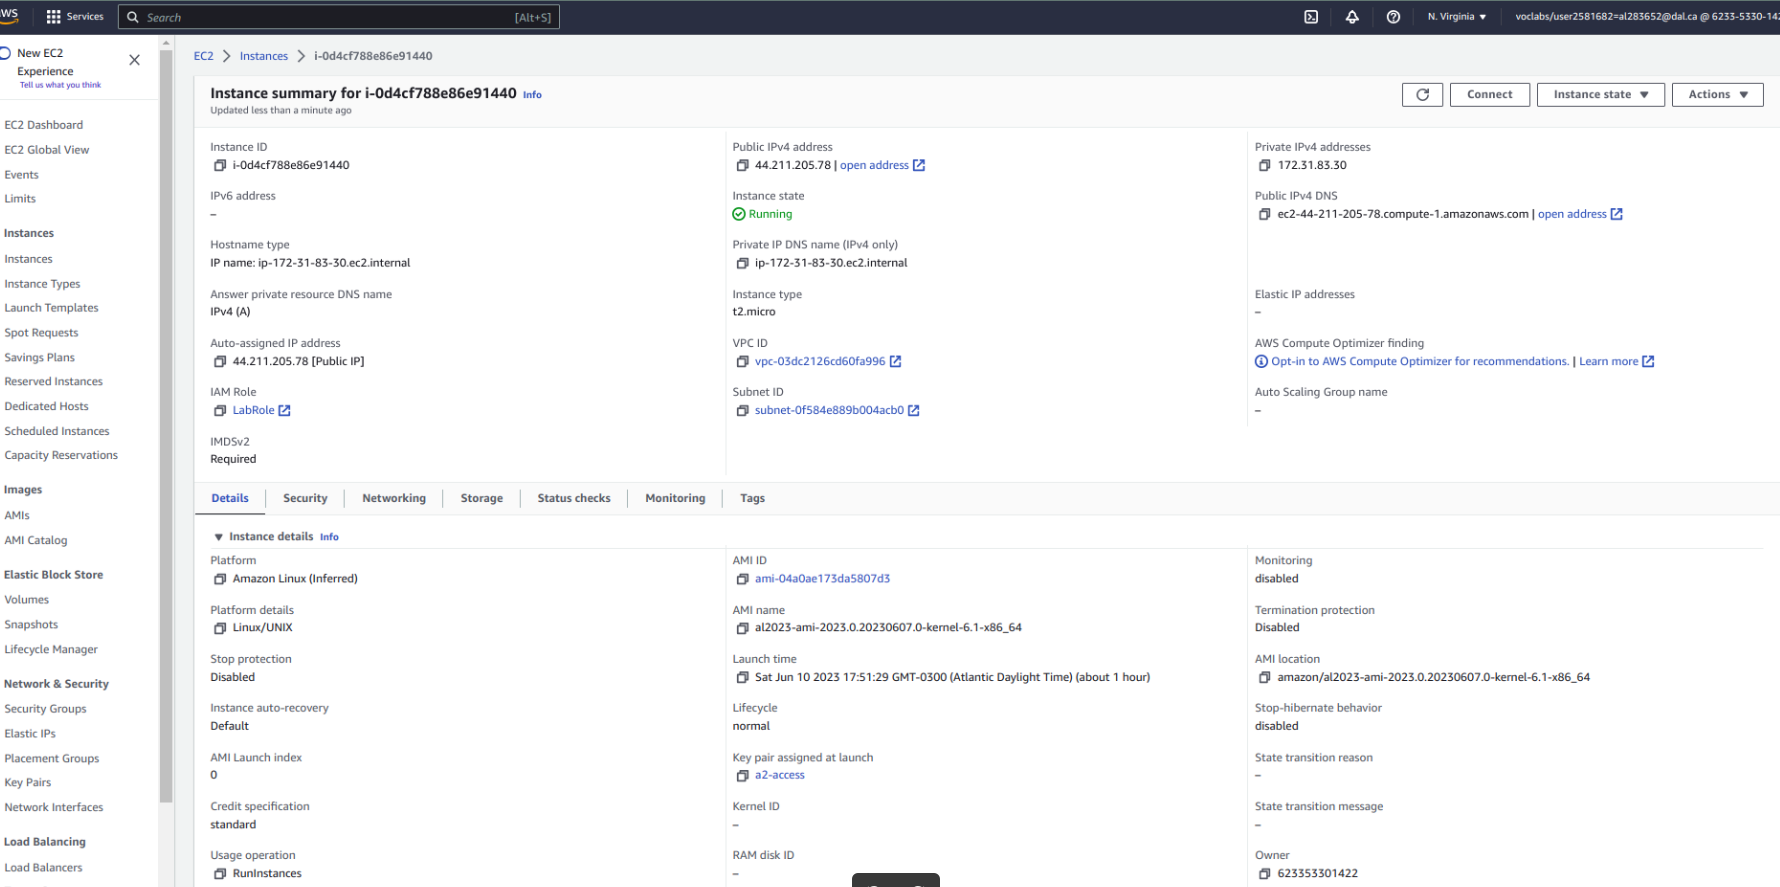 aws
Services
Search
[Alt+S]
N. Virginia
voclabs/user2581682=al283652@dal.ca @ 6233-5330-142
New EC2
Experience
Tell us what you think
EC2 Dashboard
EC2 Global View
Events
Limits
Instances
Instances
Instance Types
Launch Templates
Spot Requests
Savings Plans
Reserved Instances
Dedicated Hosts
Scheduled Instances
Capacity Reservations
Images
AMIs
AMI Catalog
Elastic Block Store
Volumes
Snapshots
Lifecycle Manager
Network & Security
Security Groups
Elastic IPs
Placement Groups
Key Pairs
Network Interfaces
Load Balancing
Load Balancers
EC2 > Instances > i-0d4cf788e86e91440
Instance summary for i-0d4cf788e86e91440 Info
Updated less than a minute ago
Connect
Instance state
Actions
Instance ID
i-0d4cf788e86e91440
Public IPv4 address
44.211.205.78 | open address
Private IPv4 addresses
172.31.83.30
IPv6 address
–
Instance state
Running
Public IPv4 DNS
ec2-44-211-205-78.compute-1.amazonaws.com | open address
Hostname type
IP name: ip-172-31-83-30.ec2.internal
Private IP DNS name (IPv4 only)
ip-172-31-83-30.ec2.internal
Answer private resource DNS name
IPv4 (A)
Instance type
t2.micro
Elastic IP addresses
–
Auto-assigned IP address
44.211.205.78 [Public IP]
VPC ID
vpc-03dc2126cd60fa996
AWS Compute Optimizer finding
Opt-in to AWS Compute Optimizer for recommendations. | Learn more
IAM Role
LabRole
Subnet ID
subnet-0f584e889b004acb0
Auto Scaling Group name
–
IMDSv2
Required
Details
Security
Networking
Storage
Status checks
Monitoring
Tags
Instance details Info
Platform
Amazon Linux (Inferred)
AMI ID
ami-04a0ae173da5807d3
Monitoring
disabled
Platform details
Linux/UNIX
AMI name
al2023-ami-2023.0.20230607.0-kernel-6.1-x86_64
Termination protection
Disabled
Stop protection
Disabled
Launch time
Sat Jun 10 2023 17:51:29 GMT-0300 (Atlantic Daylight Time) (about 1 hour)
AMI location
amazon/al2023-ami-2023.0.20230607.0-kernel-6.1-x86_64
Instance auto-recovery
Default
Lifecycle
normal
Stop-hibernate behavior
disabled
AMI Launch index
0
Key pair assigned at launch
a2-access
State transition reason
–
Credit specification
standard
Kernel ID
–
State transition message
–
Usage operation
RunInstances
RAM disk ID
–
Owner
623353301422